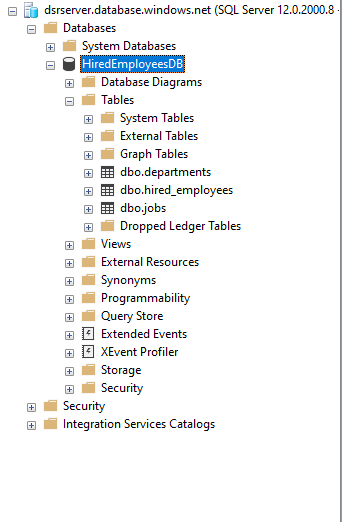 dsrserver.database.windows.net (SQL Server 12.0.2000.8 -
Databases
System Databases
HiredEmployeesDB
Database Diagrams
Tables
System Tables
External Tables
Graph Tables
dbo.departments
dbo.hired_employees
dbo.jobs
Dropped Ledger Tables
Views
External Resources
Synonyms
Programmability
Query Store
Extended Events
XEvent Profiler
Storage
Security
Security
Integration Services Catalogs